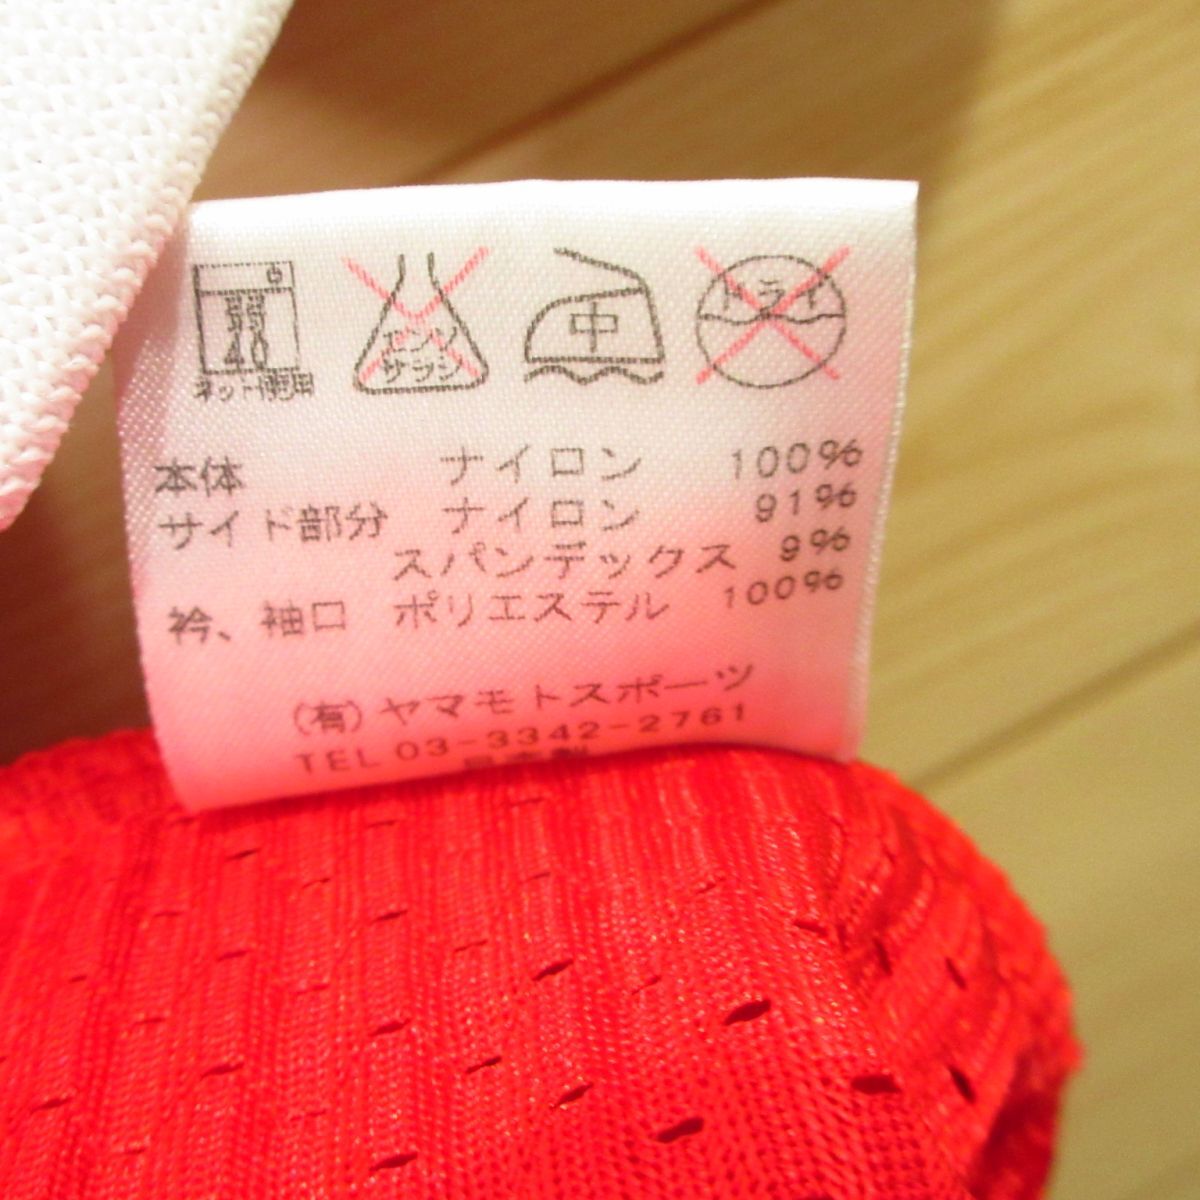 弱
40
ネット使用
エンソ
サラシ
中
ドライ
本体 ナイロン 100%
サイド部分 ナイロン 91%
スパンデックス 9%
衿、袖口 ポリエステル 100%
(有)ヤマモトスポーツ
TEL 03-3342-2761
日本製